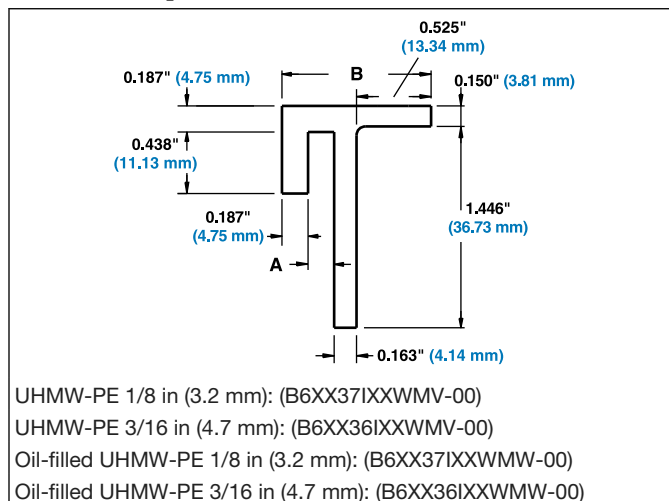 0.525"
(13.34 mm)
B
0.187" (4.75 mm)
0.150" (3.81 mm)
0.438"
(11.13 mm)
1.446"
(36.73 mm)
0.187"
(4.75 mm)
A
0.163" (4.14 mm)
UHMW-PE 1/8 in (3.2 mm): (B6XX37IXXWMV-00)
UHMW-PE 3/16 in (4.7 mm): (B6XX36IXXWMV-00)
Oil-filled UHMW-PE 1/8 in (3.2 mm): (B6XX37IXXWMW-00)
Oil-filled UHMW-PE 3/16 in (4.7 mm): (B6XX36IXXWMW-00)